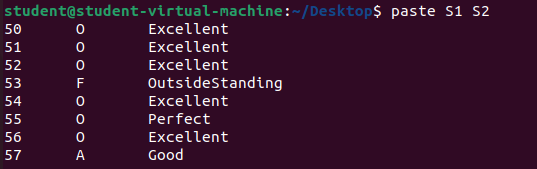 student@student-virtual-machine:~/Desktop$ paste S1 S2
50 O Excellent
51 O Excellent
52 O Excellent
53 F OutsideStanding
54 O Excellent
55 O Perfect
56 O Excellent
57 A Good